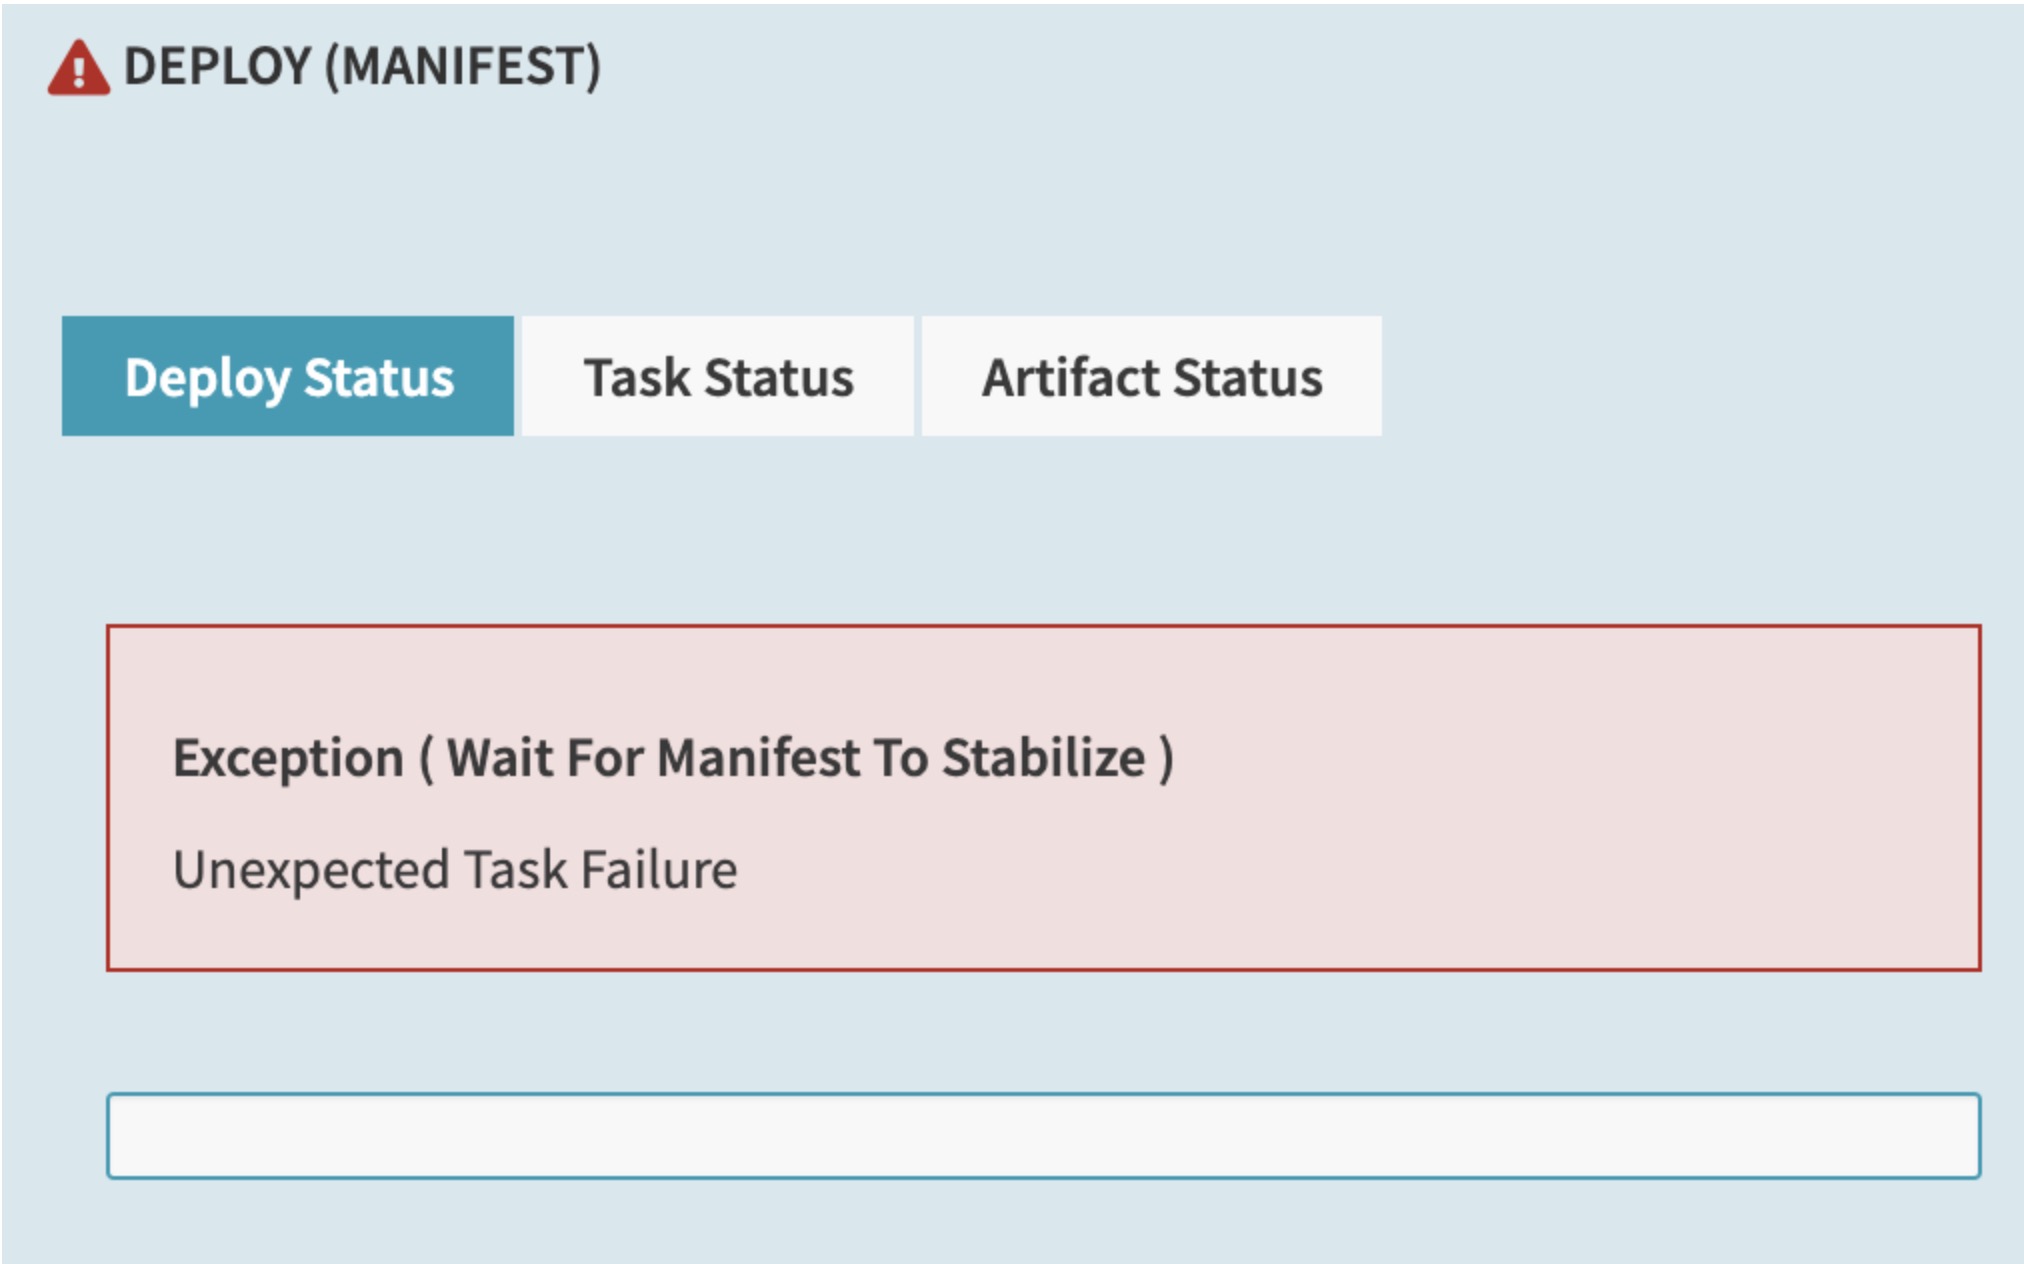 DEPLOY (MANIFEST)
Deploy Status
Task Status
Artifact Status
Exception ( Wait For Manifest To Stabilize )
Unexpected Task Failure